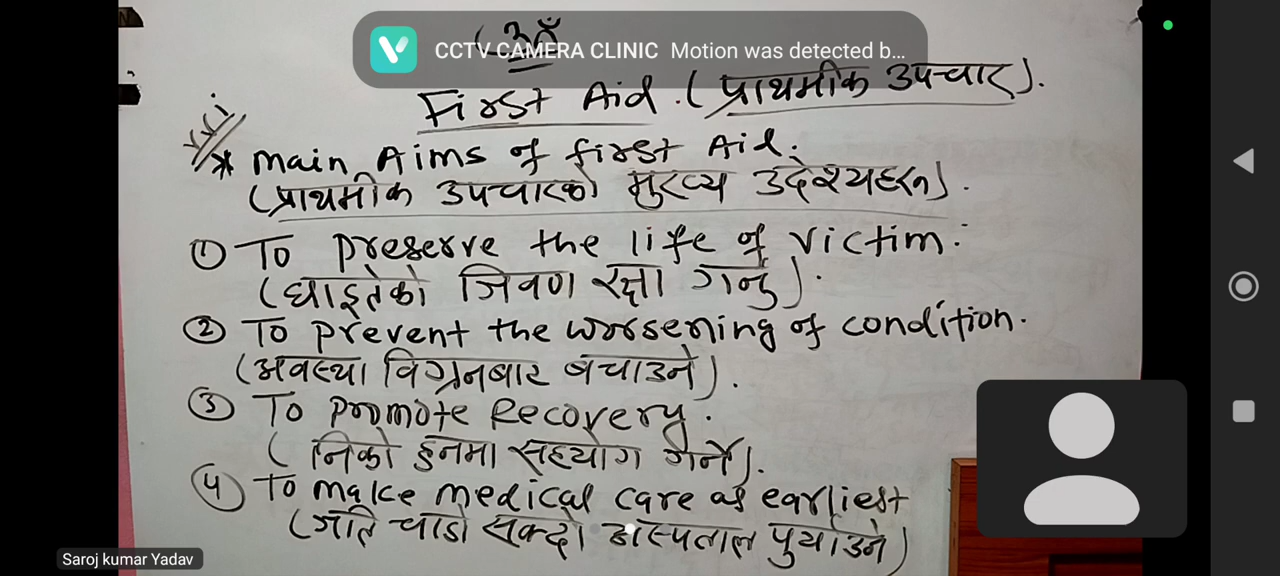 (ॐ
CCTV CAMERA CLINIC Motion was detected b...
First Aid. (प्राथमीक उपचार).
* main Aims of first Aid.
(प्राथमीक उपचारको मुख्य उदेश्यहरू).
① To preserve the life of victim.
(घाइतेको जिवण रक्षा गर्नु).
② To prevent the worsening of condition.
(अवस्था विग्रनबाट बचाउने).
③ To promote Recovery.
(निको हुनमा सहयोग गर्ने).
④ To make medical care as earliest
(जति चाडो सक्दो हास्पताल पुर्याउने)
Saroj kumar Yadav